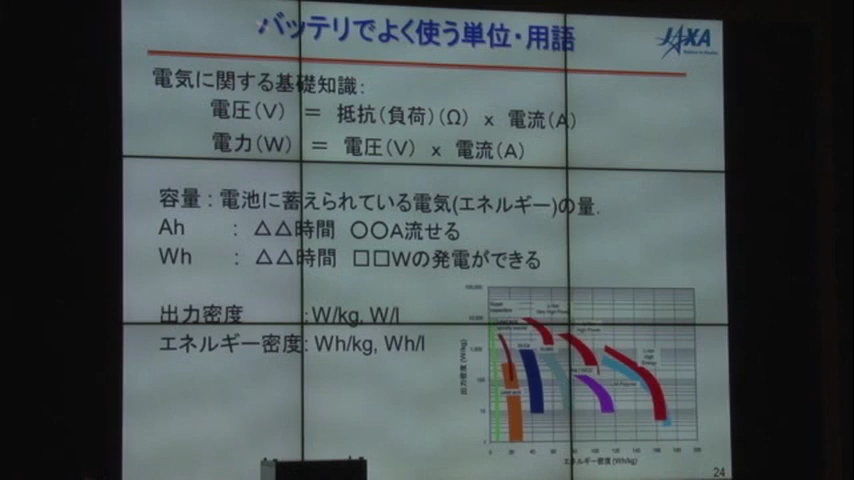 バッテリでよく使う単位・用語
JAXA
電気に関する基礎知識:
電圧(V) = 抵抗(負荷)(Ω) x 電流(A)
電力(W) = 電圧(V) x 電流(A)
容量: 電池に蓄えられている電気(エネルギー)の量.
Ah : △△時間 〇〇A流せる
Wh : △△時間 □□Wの発電ができる
出力密度 : W/kg, W/l
エネルギー密度: Wh/kg, Wh/l
エネルギー密度 (Wh/kg)
24